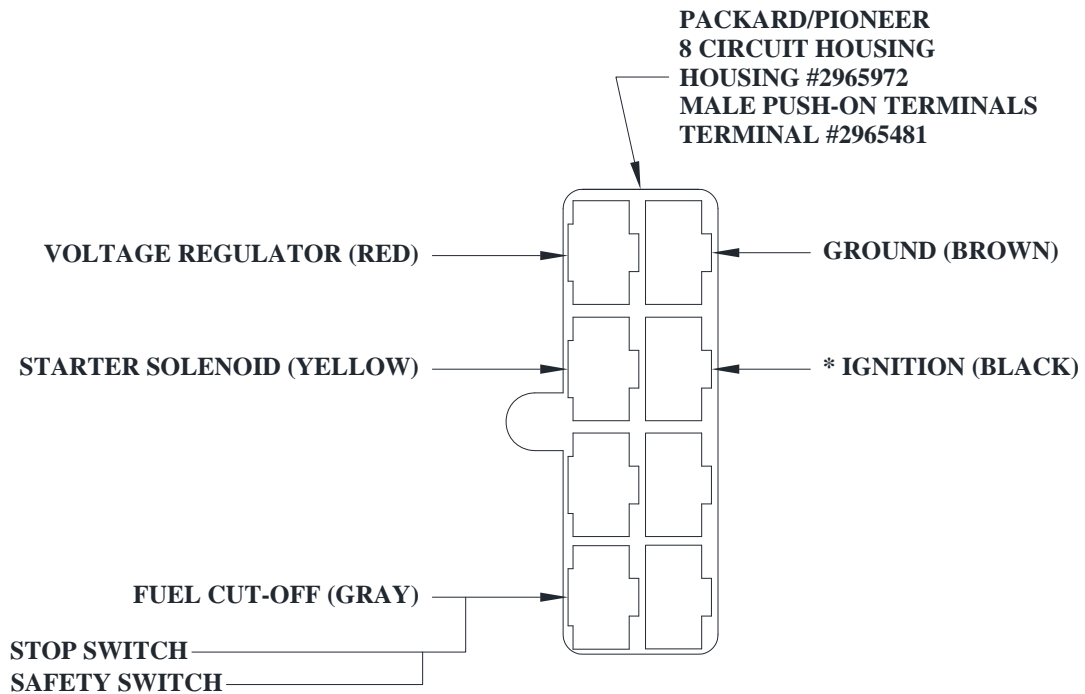 PACKARD/PIONEER
8 CIRCUIT HOUSING
HOUSING #2965972
MALE PUSH-ON TERMINALS
TERMINAL #2965481
VOLTAGE REGULATOR (RED)
GROUND (BROWN)
STARTER SOLENOID (YELLOW)
* IGNITION (BLACK)
FUEL CUT-OFF (GRAY)
STOP SWITCH
SAFETY SWITCH